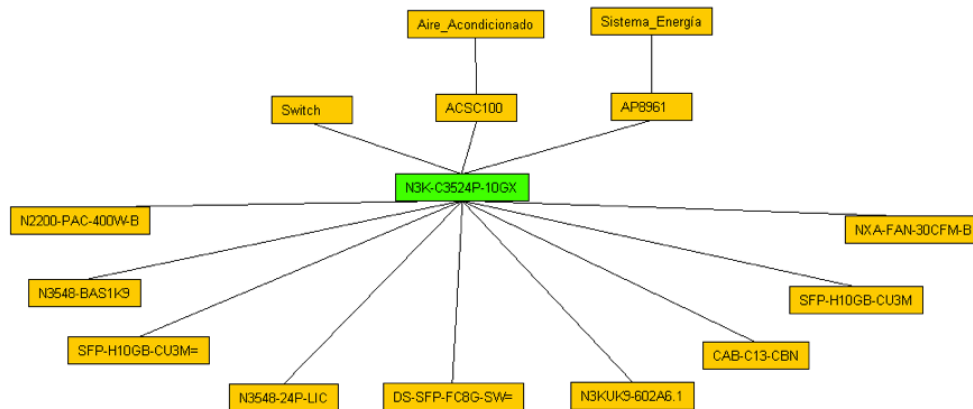 Aire_Acondicionado
Sistema_Energía
Switch
ACSC100
AP8961
N3K-C3524P-10GX
N2200-PAC-400W-B
NXA-FAN-30CFM-B
N3548-BAS1K9
SFP-H10GB-CU3M
SFP-H10GB-CU3M=
CAB-C13-CBN
N3548-24P-LIC
DS-SFP-FC8G-SW=
N3KUK9-602A6.1